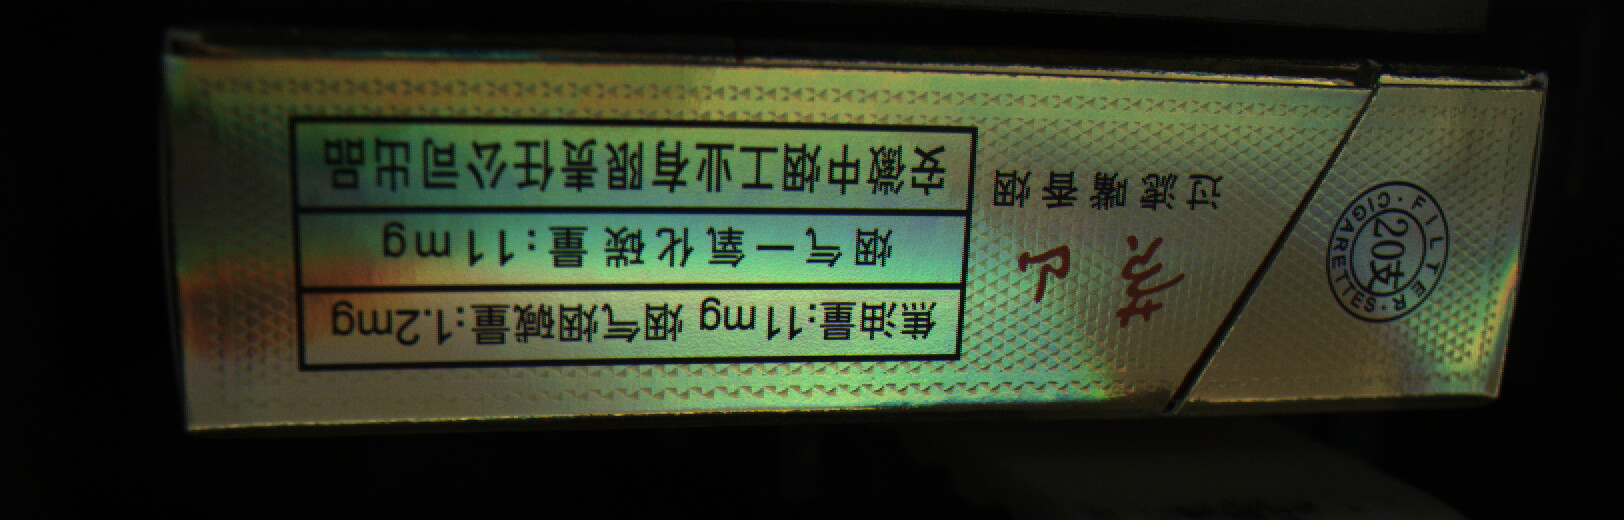 FILTER CIGARETTES
20支
黄山
过滤嘴香烟
焦油量:11mg 烟气烟碱量:1.2mg
烟气一氧化碳量:11mg
安徽中烟工业有限责任公司出品